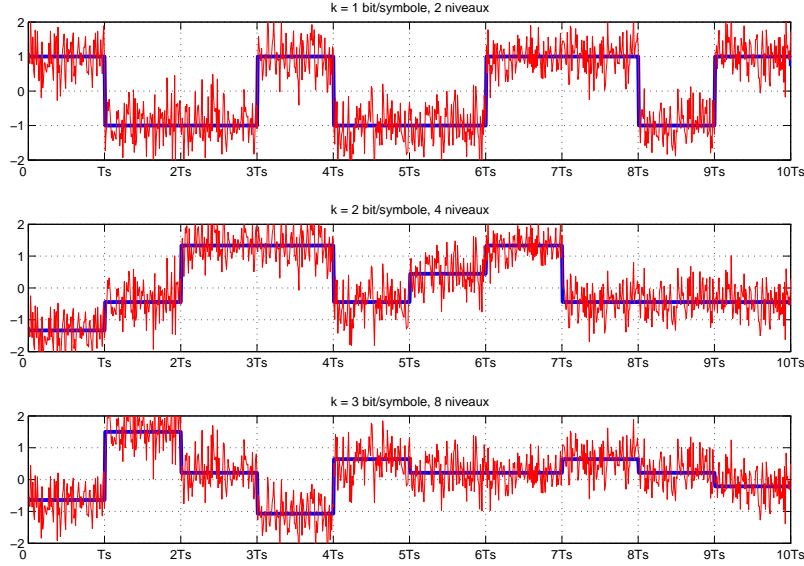 k = 1 bit/symbole, 2 niveaux
2
1
0
−1
−2
0 Ts 2Ts 3Ts 4Ts 5Ts 6Ts 7Ts 8Ts 9Ts 10Ts
k = 2 bit/symbole, 4 niveaux
2
1
0
−1
−2
0 Ts 2Ts 3Ts 4Ts 5Ts 6Ts 7Ts 8Ts 9Ts 10Ts
k = 3 bit/symbole, 8 niveaux
2
1
0
−1
−2
0 Ts 2Ts 3Ts 4Ts 5Ts 6Ts 7Ts 8Ts 9Ts 10Ts